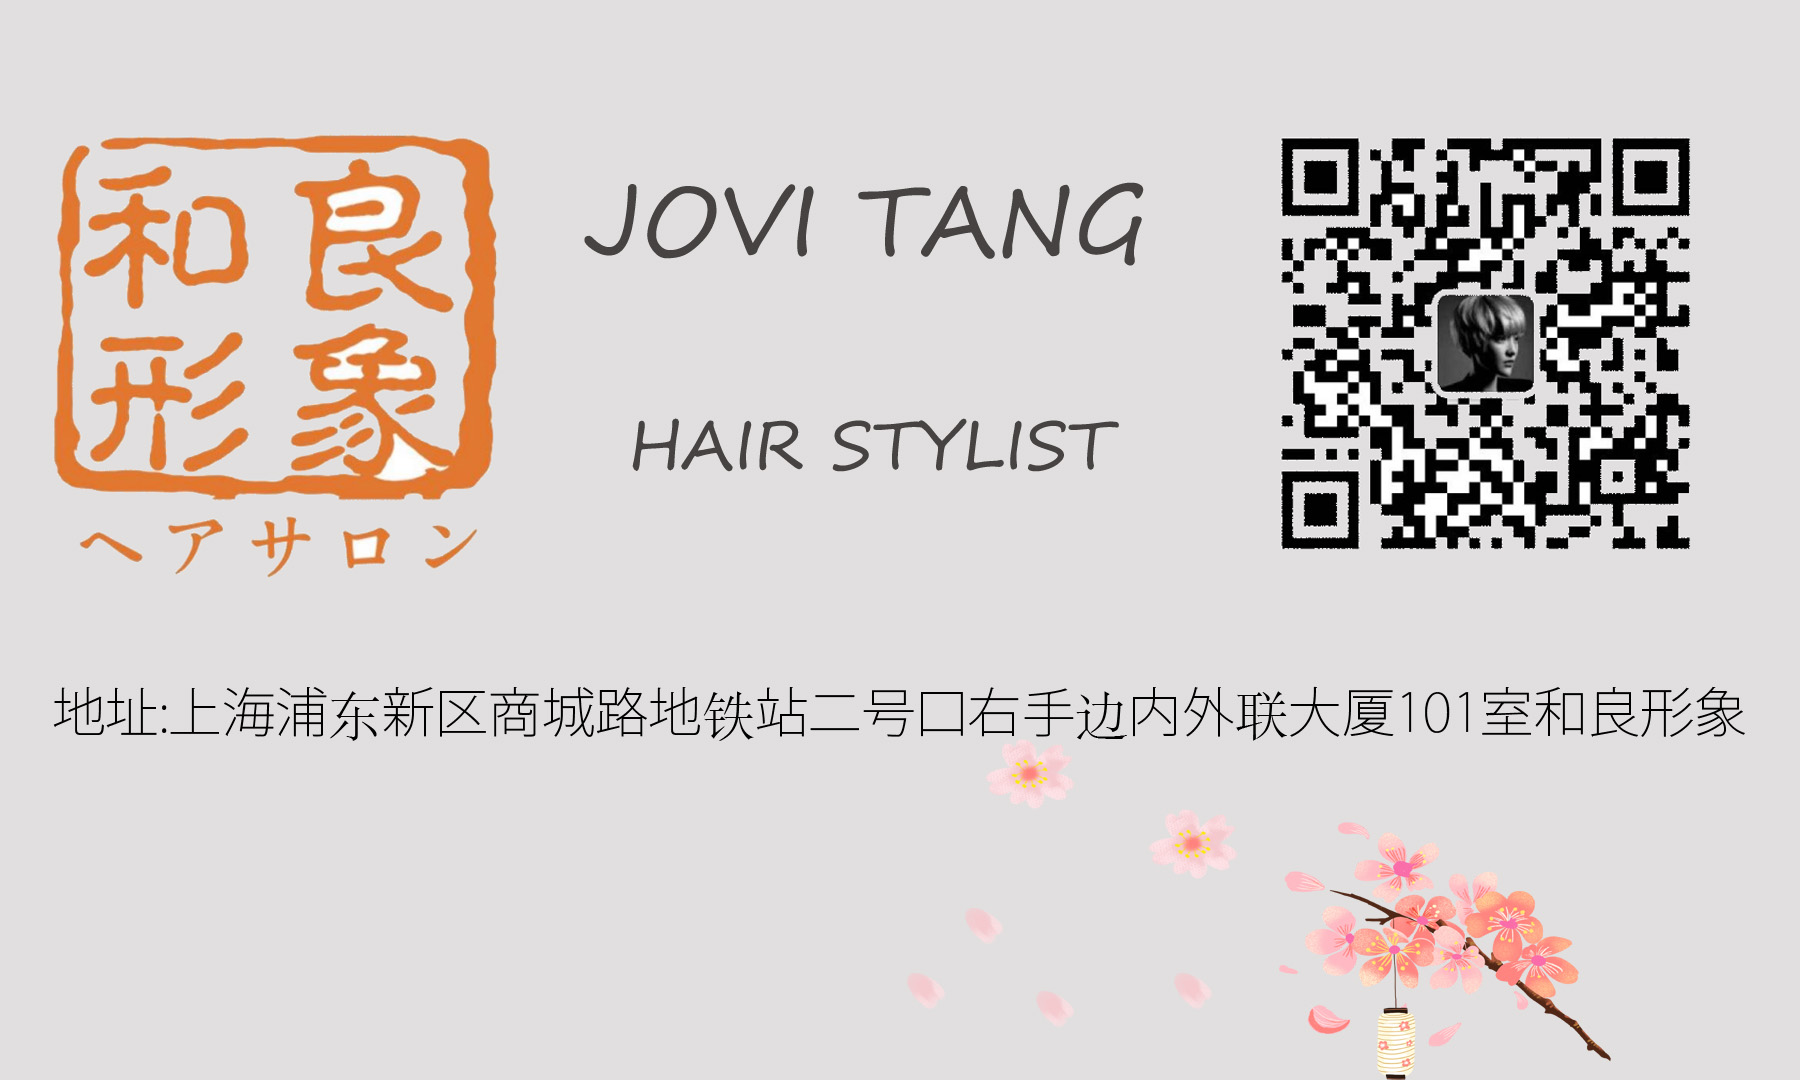 和良
形象
ヘアサロン
JOVI TANG
HAIR STYLIST
地址:上海浦东新区商城路地铁站二号口右手边内外联大厦101室和良形象